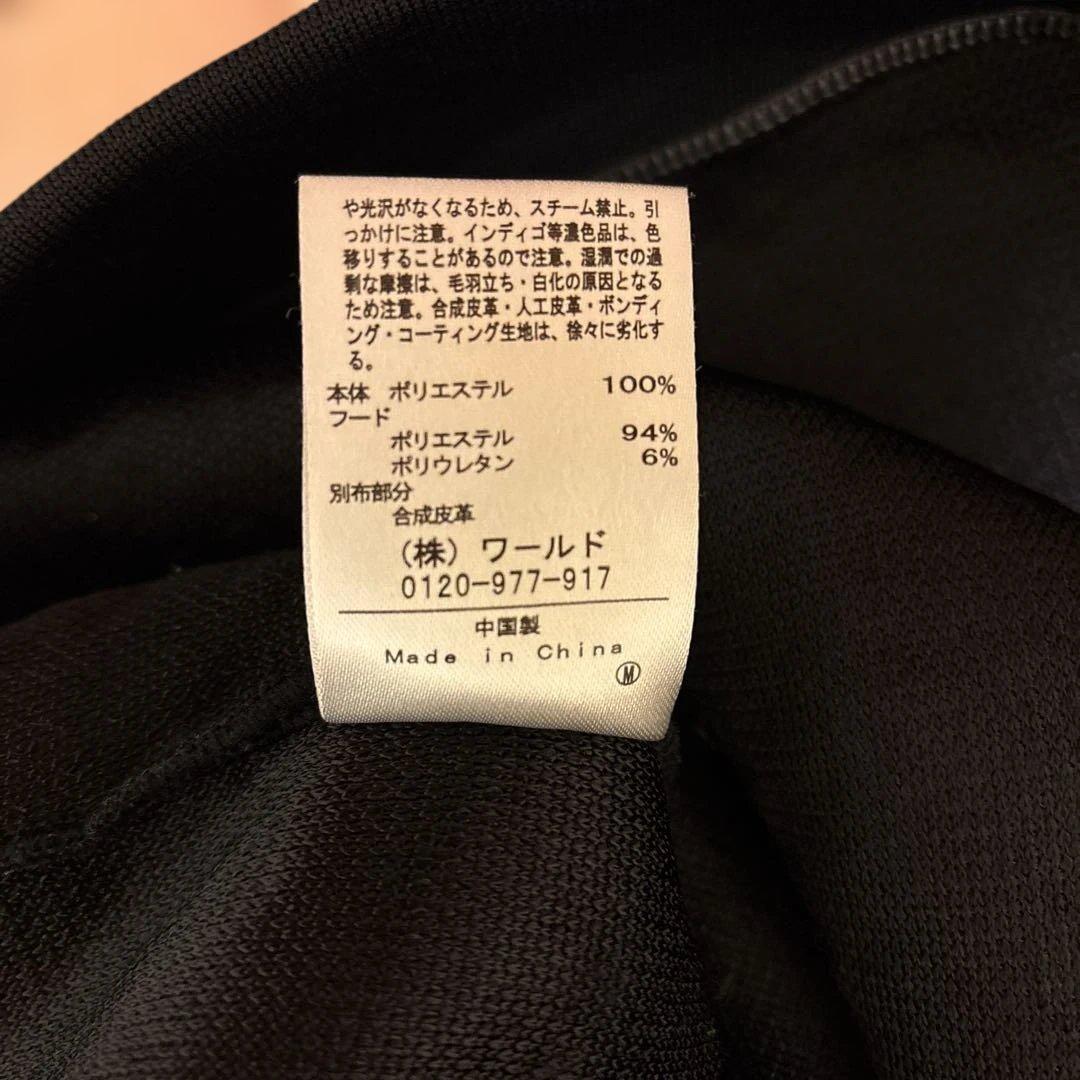 や光沢がなくなるため、スチーム禁止。引
っかけに注意。インディゴ等濃色品は、色
移りすることがあるので注意。湿潤での過
剰な摩擦は、毛羽立ち・白化の原因となる
ため注意。合成皮革・人工皮革・ボンディ
ング・コーティング生地は、徐々に劣化す
る。
本体 ポリエステル 100%
フード
ポリエステル 94%
ポリウレタン 6%
別布部分
合成皮革
(株) ワールド
0120-977-917
中国製
Made in China
Ⓜ